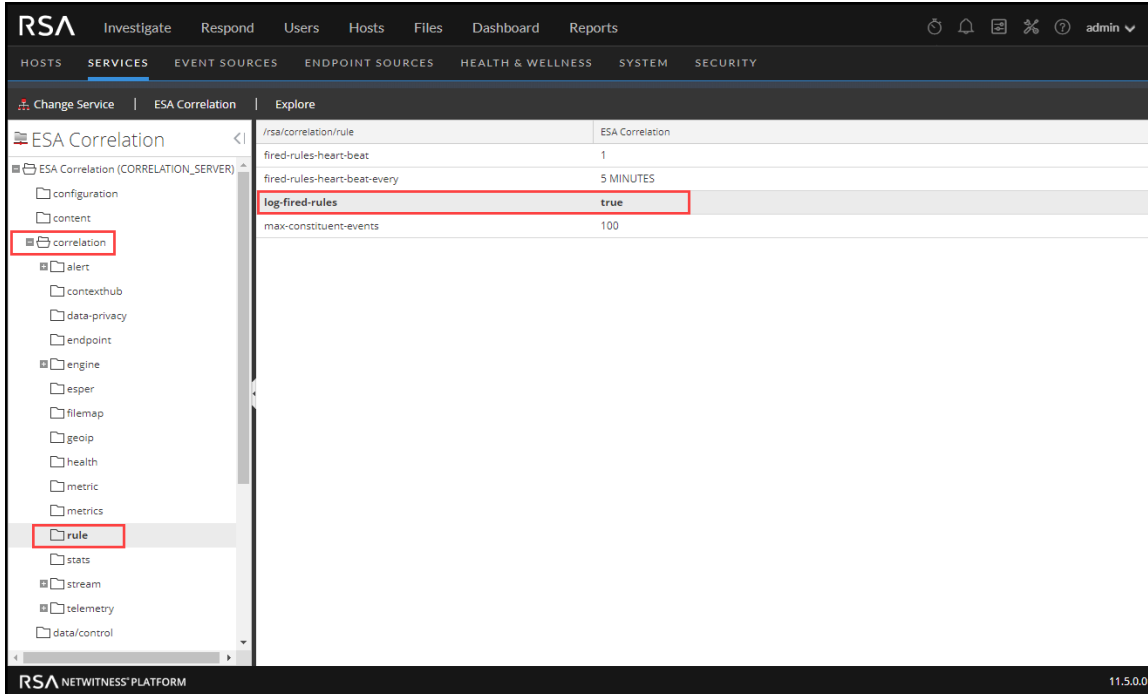 RSA Investigate Respond Users Hosts Files Dashboard Reports admin
HOSTS SERVICES EVENT SOURCES ENDPOINT SOURCES HEALTH & WELLNESS SYSTEM SECURITY
Change Service | ESA Correlation | Explore
ESA Correlation
ESA Correlation (CORRELATION_SERVER)
configuration
content
correlation
alert
contexthub
data-privacy
endpoint
engine
esper
filemap
geoip
health
metric
metrics
rule
stats
stream
telemetry
data/control
/rsa/correlation/rule ESA Correlation
fired-rules-heart-beat 1
fired-rules-heart-beat-every 5 MINUTES
log-fired-rules true
max-constituent-events 100
RSA NETWITNESS® PLATFORM 11.5.0.0